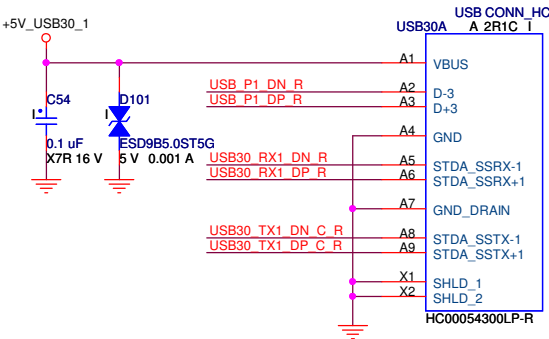 USB CONN_HC
+5V_USB30_1
USB30A
A 2R1C I
A1 VBUS
USB_P1_DN_R A2 D-3
USB_P1_DP_R A3 D+3
C54
D101
I
I
A4 GND
0.1 uF
ESD9B5.0ST5G
X7R 16 V
5 V 0.001 A
USB30_RX1_DN_R A5 STDA_SSRX-1
USB30_RX1_DP_R A6 STDA_SSRX+1
A7 GND_DRAIN
USB30_TX1_DN_C_R A8 STDA_SSTX-1
USB30_TX1_DP_C_R A9 STDA_SSTX+1
X1 SHLD_1
X2 SHLD_2
HC00054300LP-R